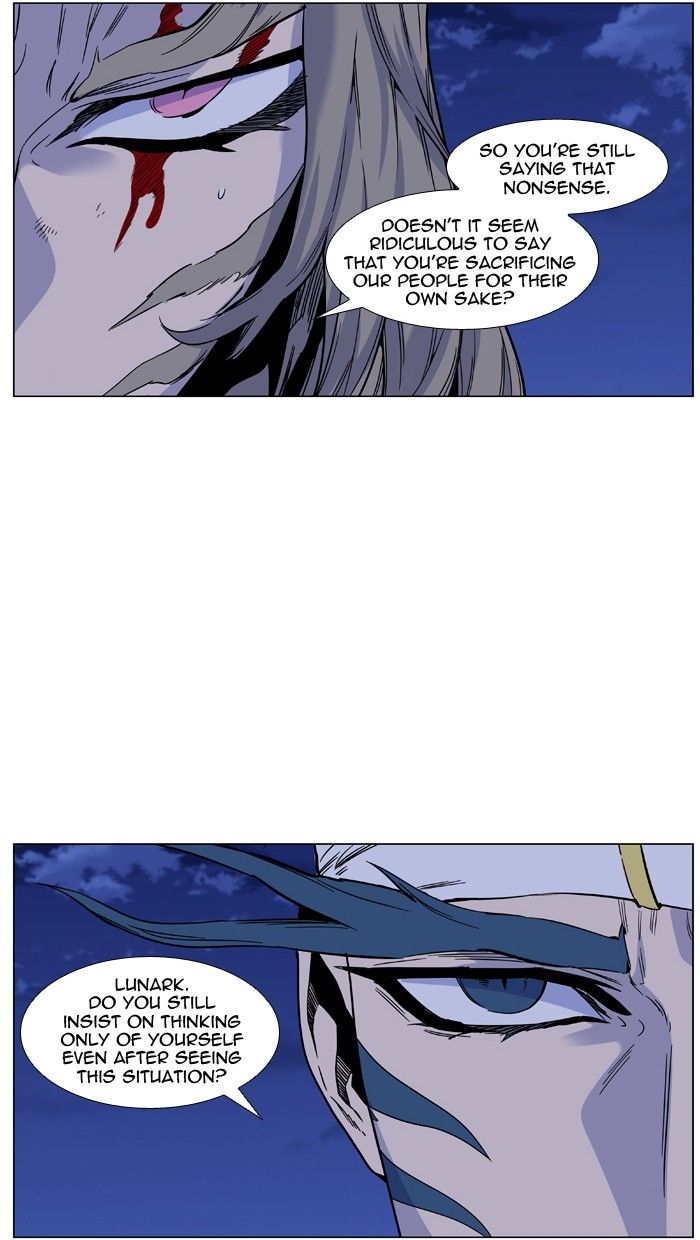 SO YOU'RE STILL
SAYING THAT
NONSENSE.
DOESN'T IT SEEM
RIDICULOUS TO SAY
THAT YOU'RE SACRIFICING
OUR PEOPLE FOR THEIR
OWN SAKE?
LUNARK.
DO YOU STILL
INSIST ON THINKING
ONLY OF YOURSELF
EVEN AFTER SEEING
THIS SITUATION?